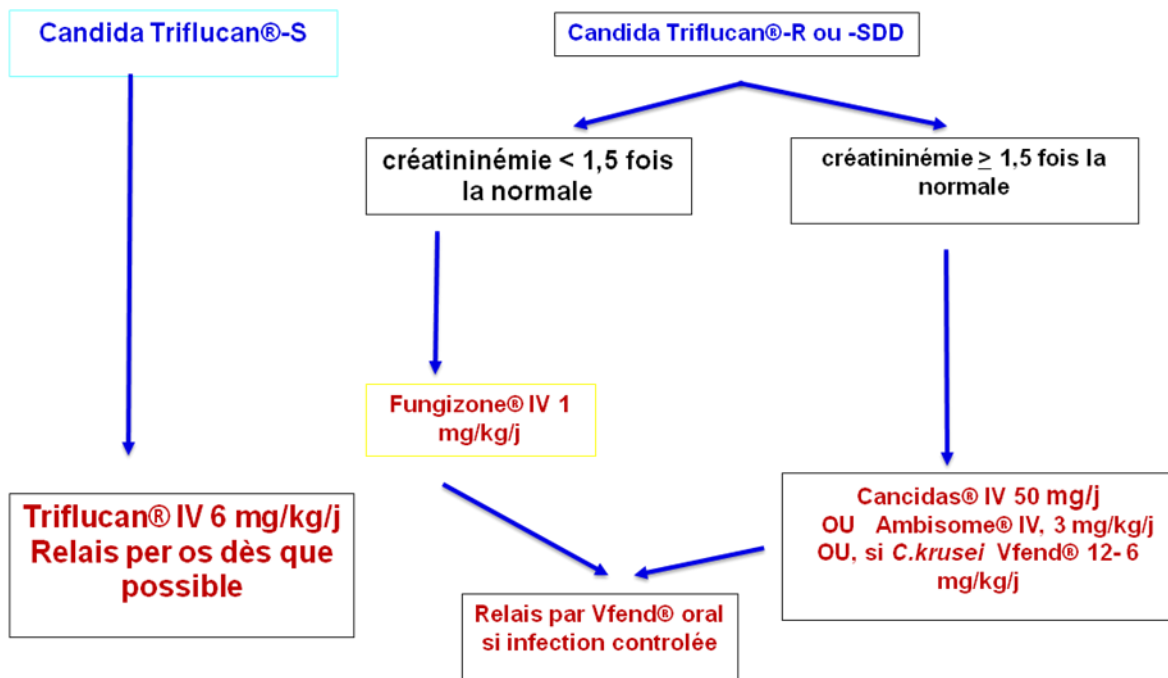 Candida Triflucan®-S
Candida Triflucan®-R ou -SDD
créatininémie < 1,5 fois
la normale
créatininémie ≥ 1,5 fois la
normale
Fungizone® IV 1
mg/kg/j
Triflucan® IV 6 mg/kg/j
Relais per os dès que
possible
Cancidas® IV 50 mg/j
OU Ambisome® IV, 3 mg/kg/j
OU, si C.krusei Vfend® 12- 6
mg/kg/j
Relais par Vfend® oral
si infection controlée